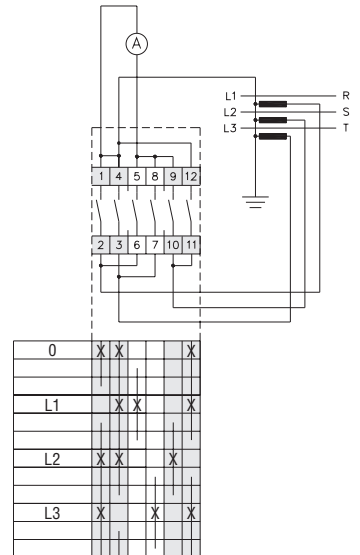 A
L1 R
L2 S
L3 T
1 4 5 8 9 12
2 3 6 7 10 11
0 X X X
L1 X X X
L2 X X X
L3 X X X